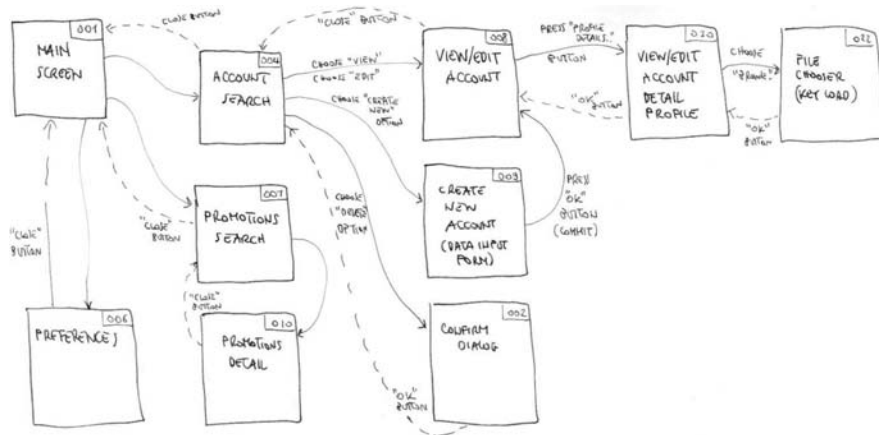 001
MAIN
SCREEN
CLOSE BUTTON
004
ACCOUNT
SEARCH
"CLOSE" BUTTON
CHOOSE "VIEW"
CHOOSE "EDIT"
CHOOSE "CREATE
NEW"
OPTION
VIEW/EDIT
ACCOUNT
PRESS "PROFILE
DETAILS.."
BUTTON
"OK"
BUTTON
020
VIEW/EDIT
ACCOUNT
DETAIL
PROFILE
CHOOSE
"OK"
BUTTON
022
FILE
CHOOSER
(KEY LOAD)
007
PROMOTIONS
SEARCH
"CLOSE"
BUTTON
CHOOSE
"DELETE"
OPTION
009
CREATE
NEW
ACCOUNT
(DATA INPUT
FORM)
PRESS
"OK"
BUTTON
(COMMIT)
"CLOSE"
BUTTON
006
PREFERENCES
"CLOSE"
BUTTON
010
PROMOTIONS
DETAIL
002
CONFIRM
DIALOG
"OK"
BUTTON